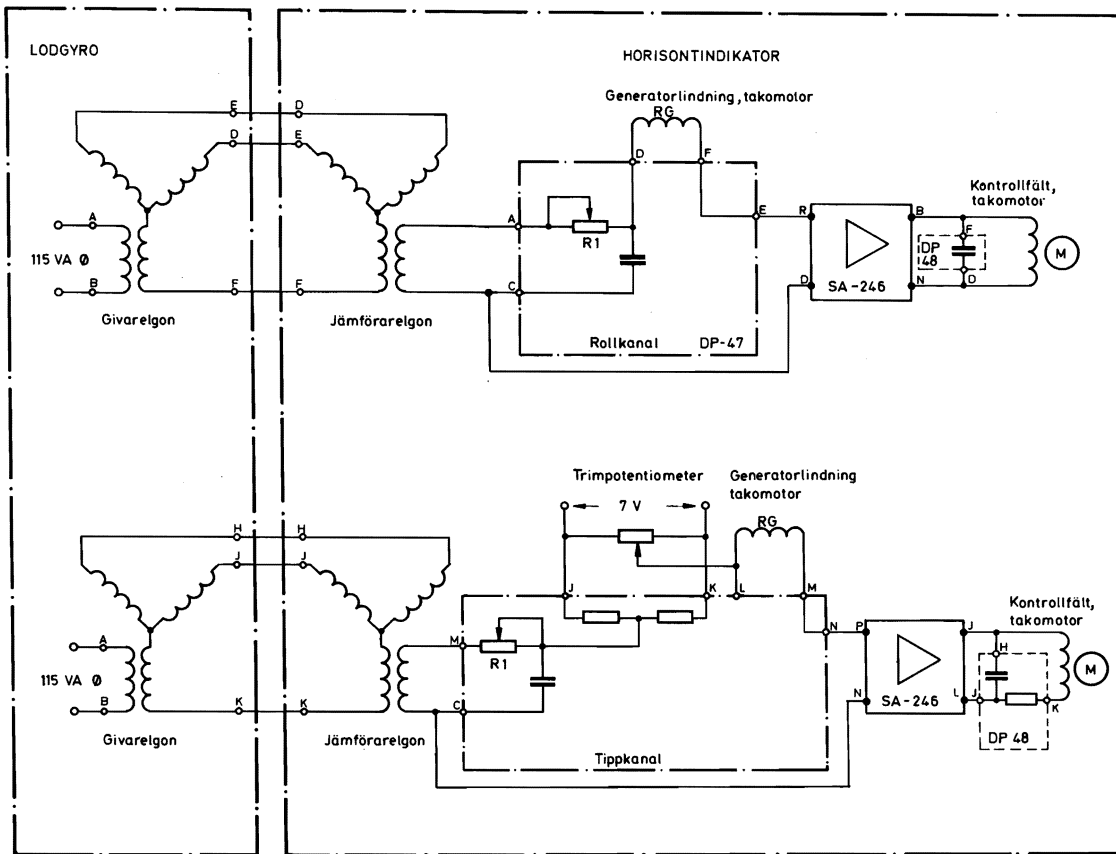 LODGYRO
HORISONTINDIKATOR
Generatorlindning, takomotor
RG
E
D
D
E
D
F
Kontrollfält,
takomotor
A
A
R1
E
R
B
F
DP
48
M
115 VA Ø
B
F
F
C
D
SA-246
N
D
Givarelgon
Jämförarelgon
Rollkanal
DP-47
Trimpotentiometer
7 V
Generatorlindning
takomotor
RG
H
H
J
J
J
K
L
M
Kontrollfält,
takomotor
A
M
R1
N
P
J
H
M
115 VA Ø
B
K
K
C
N
SA-246
L
J
K
Givarelgon
Jämförarelgon
DP 48
Tippkanal